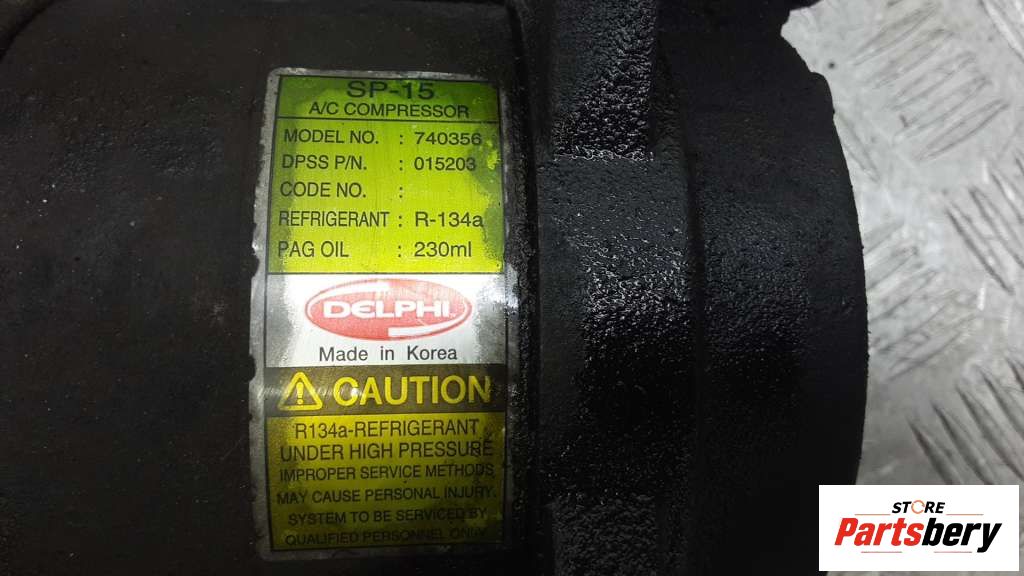 SP-15
A/C COMPRESSOR
MODEL NO. : 740356
DPSS P/N. : 015203
CODE NO. :
REFRIGERANT : R-134a
PAG OIL : 230ml
DELPHI
Made in Korea
CAUTION
R134a-REFRIGERANT
UNDER HIGH PRESSURE
IMPROPER SERVICE METHODS
MAY CAUSE PERSONAL INJURY.
SYSTEM TO BE SERVICED BY
QUALIFIED PERSONNEL ONLY
STORE
Partsbery